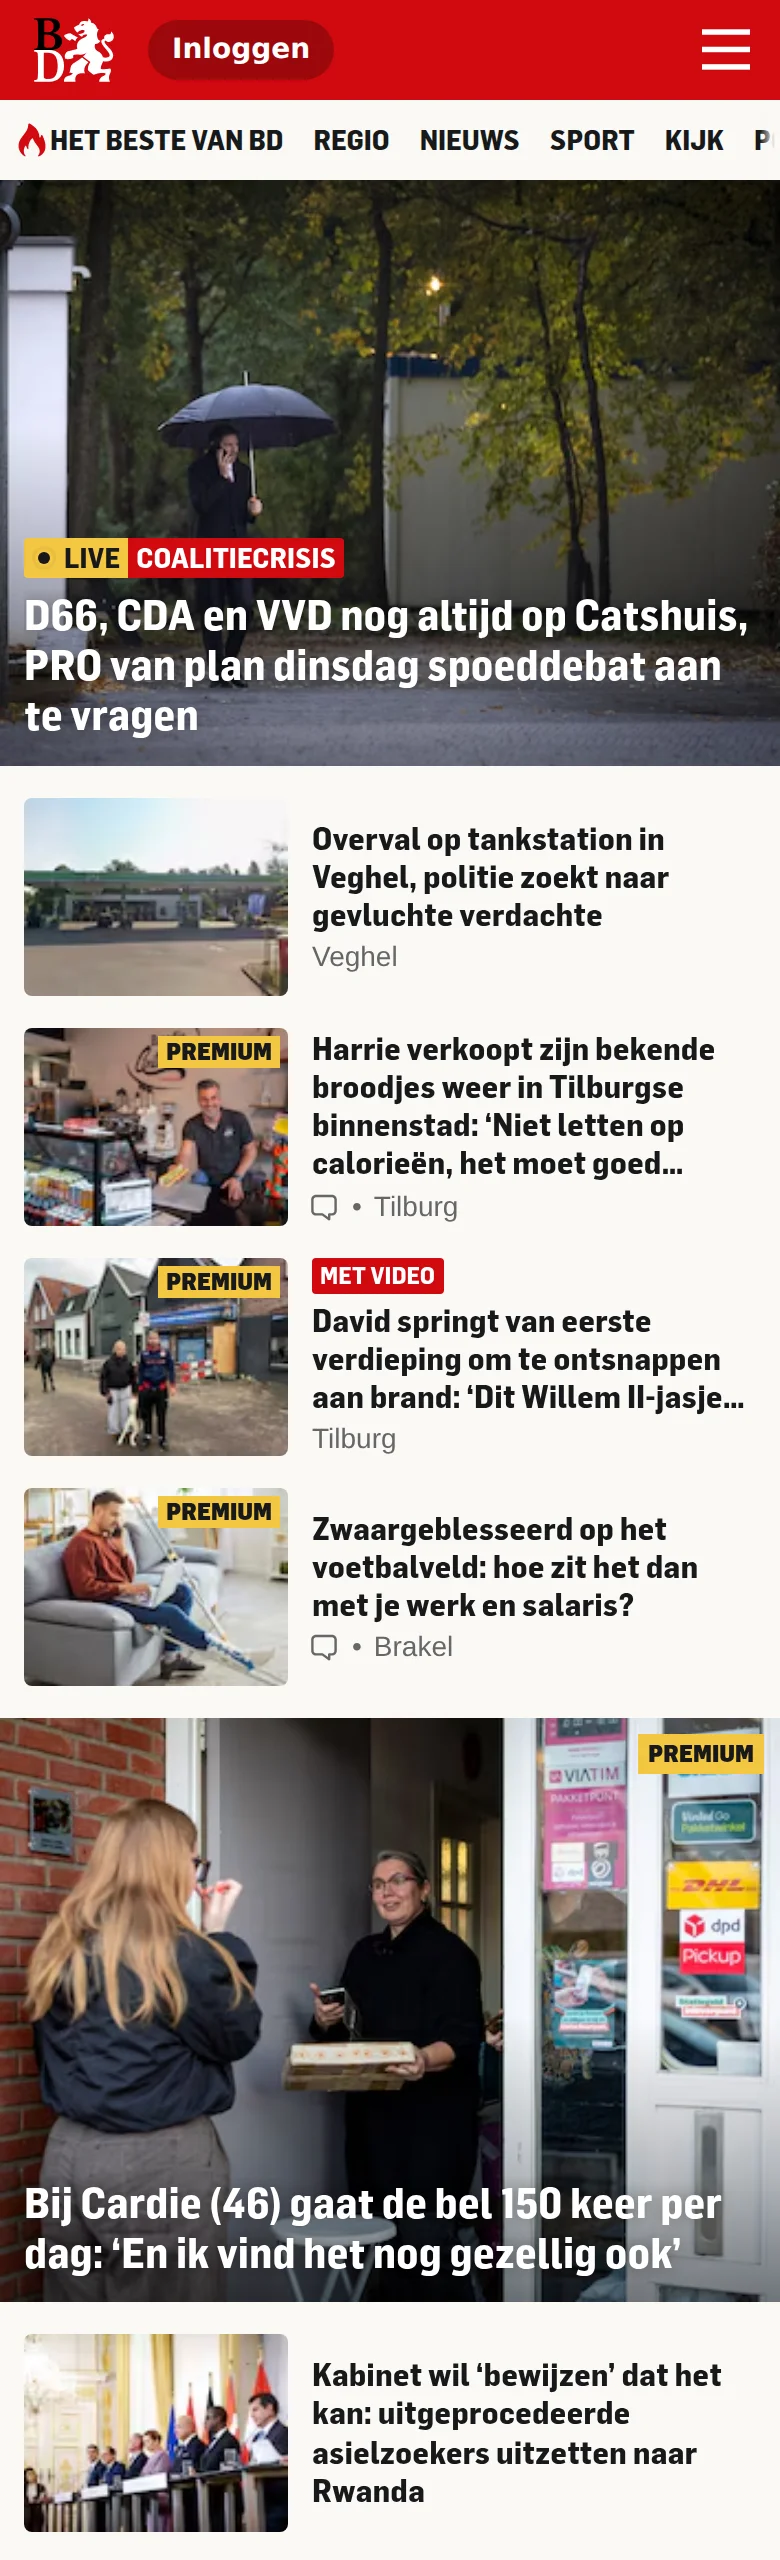 BD
Inloggen
HET BESTE VAN BD REGIO NIEUWS SPORT KIJK
LIVE COALITIECRISIS
D66, CDA en VVD nog altijd op Catshuis,
PRO van plan dinsdag spoeddebat aan
te vragen
Overval op tankstation in
Veghel, politie zoekt naar
gevluchte verdachte
Veghel
PREMIUM
Harrie verkoopt zijn bekende
broodjes weer in Tilburgse
binnenstad: ‘Niet letten op
calorieën, het moet goed...
• Tilburg
PREMIUM
MET VIDEO
David springt van eerste
verdieping om te ontsnappen
aan brand: ‘Dit Willem II-jasje...
Tilburg
PREMIUM
Zwaargeblesseerd op het
voetbalveld: hoe zit het dan
met je werk en salaris?
• Brakel
PREMIUM
VIATIM
PAKKETPUNT
dpd
Vinted Go
DHL
dpd
Pickup
Bij Cardie (46) gaat de bel 150 keer per
dag: ‘En ik vind het nog gezellig ook’
Kabinet wil ‘bewijzen’ dat het
kan: uitgeprocedeerde
asielzoekers uitzetten naar
Rwanda